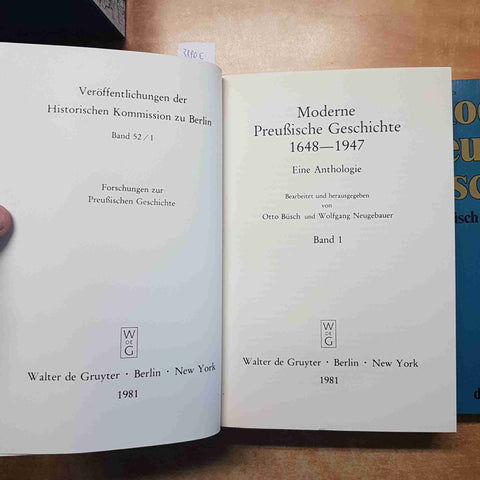 Veröffentlichungen der
Historischen Kommission zu Berlin
Band 52/1
Forschungen zur
Preußischen Geschichte
W
DE
G
Walter de Gruyter · Berlin · New York
1981
Moderne
Preußische Geschichte
1648—1947
Eine Anthologie
Bearbeitet und herausgegeben
von
Otto Büsch und Wolfgang Neugebauer
Band 1
W
DE
G
Walter de Gruyter · Berlin · New York
1981